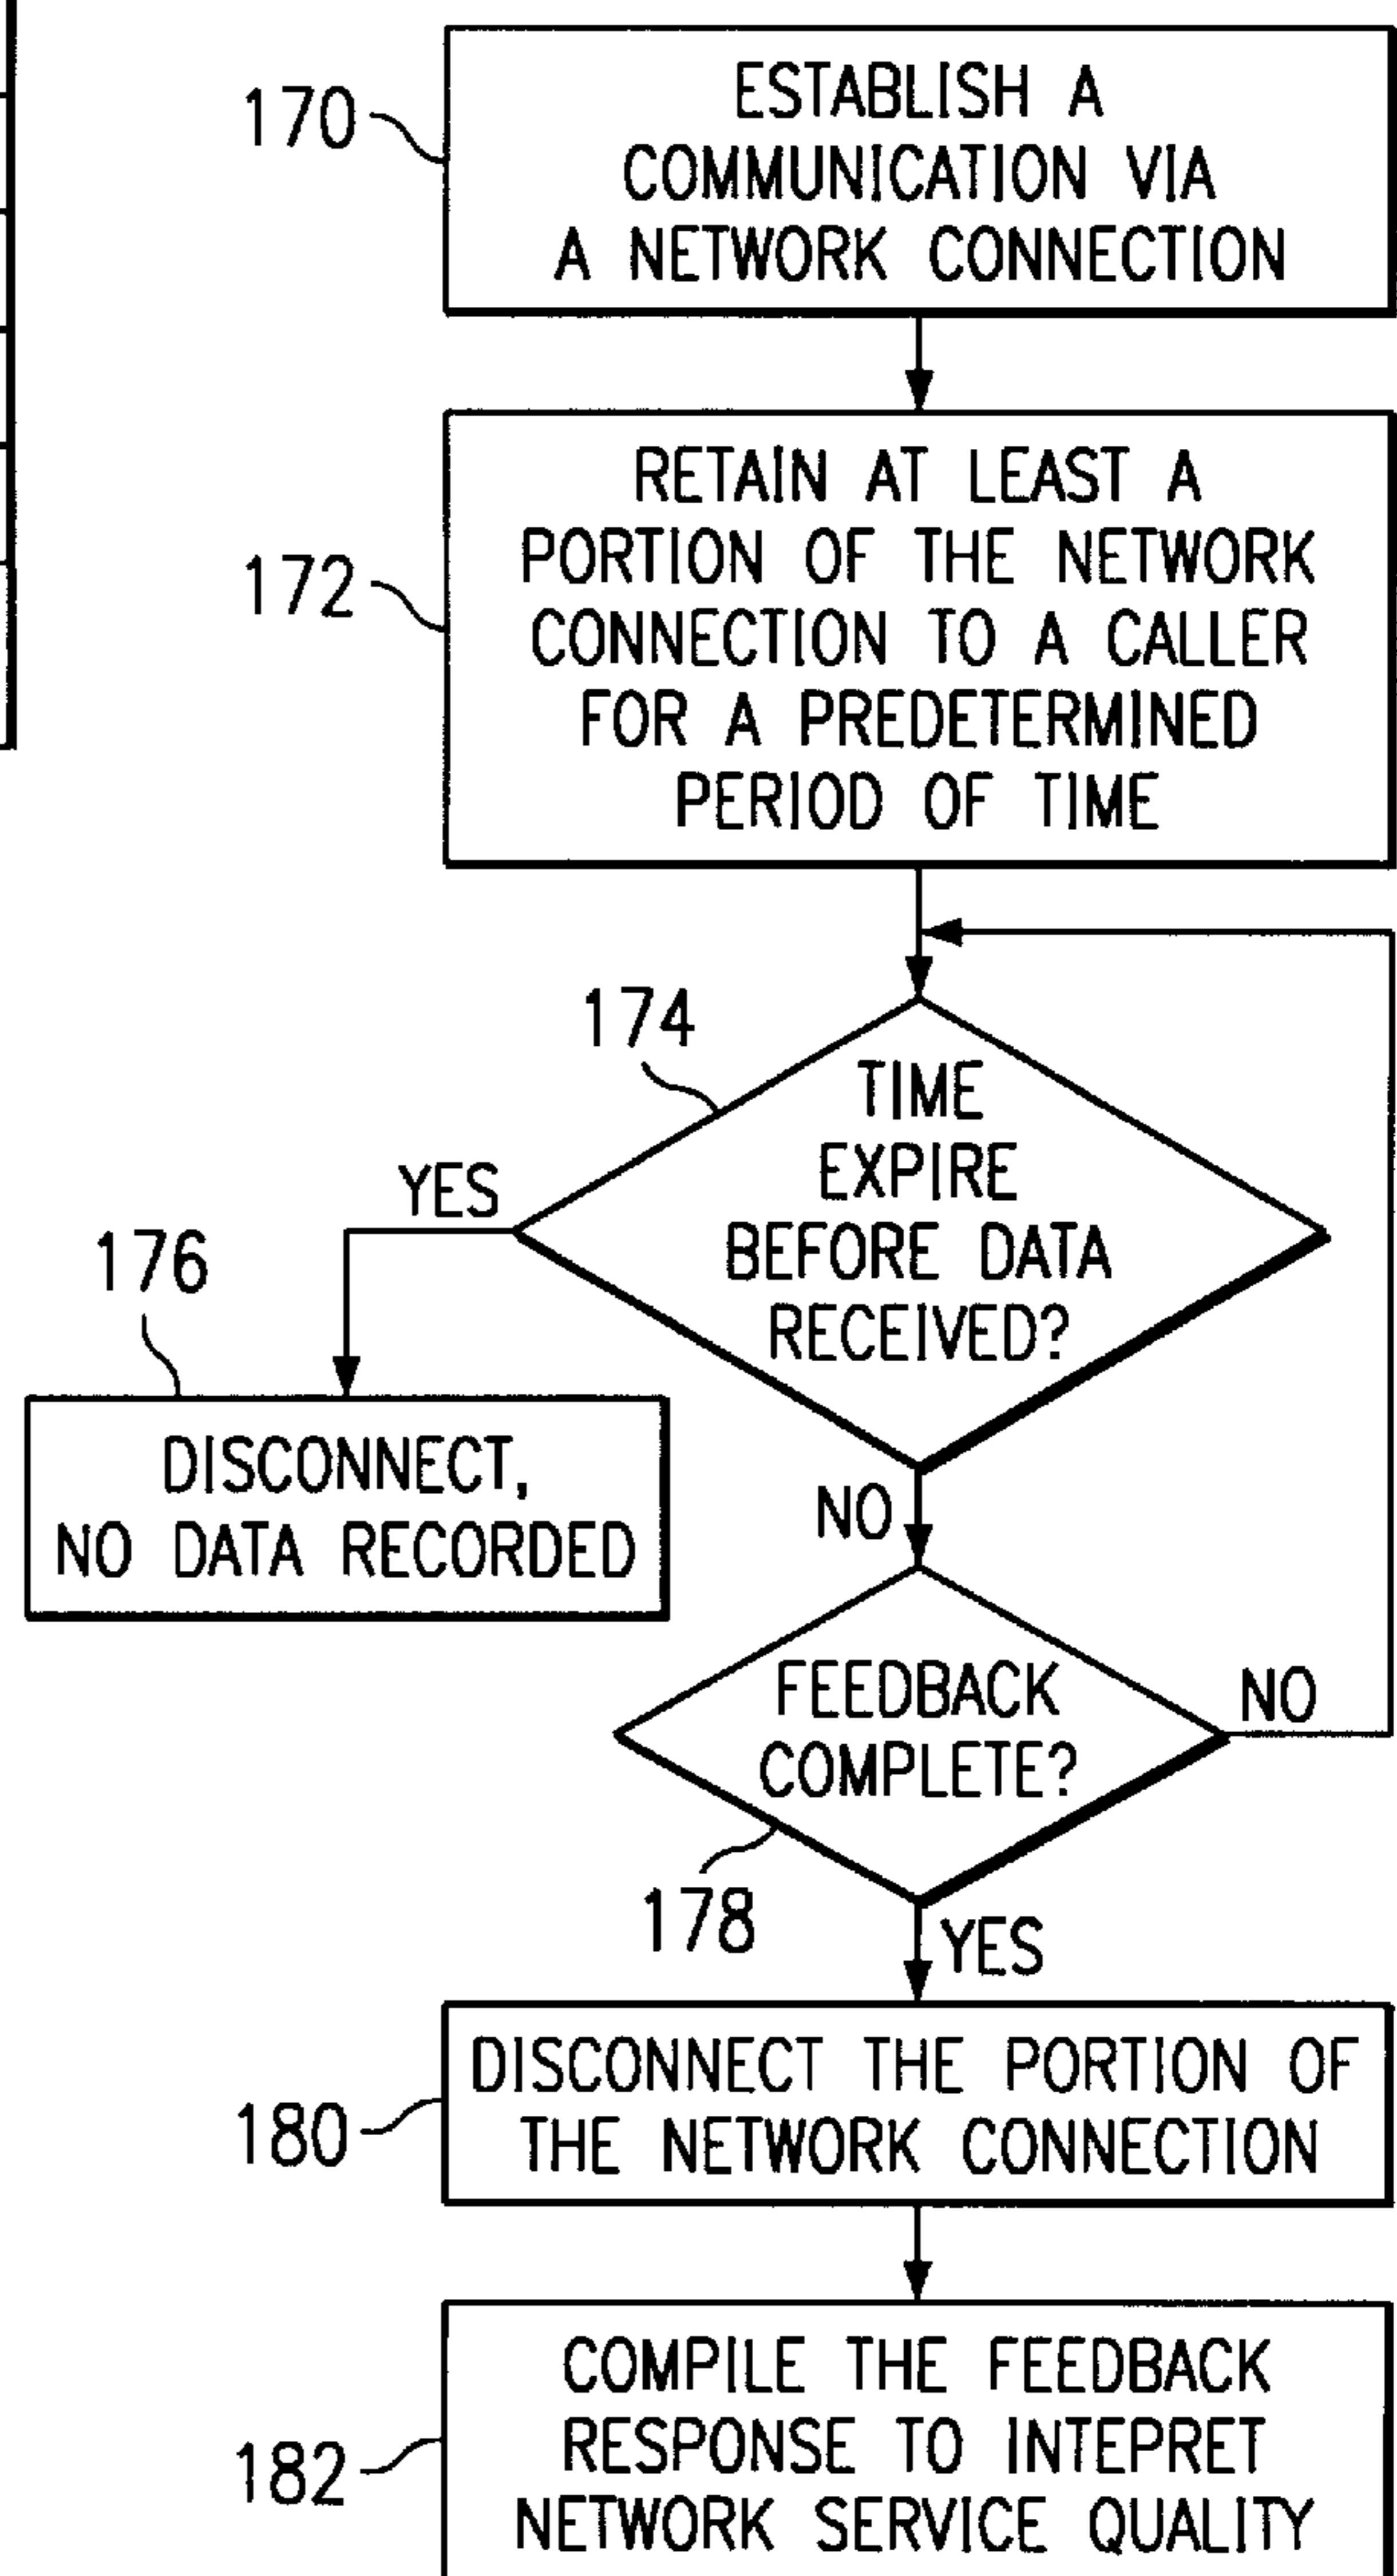 170
ESTABLISH A
COMMUNICATION VIA
A NETWORK CONNECTION
172
RETAIN AT LEAST A
PORTION OF THE NETWORK
CONNECTION TO A CALLER
FOR A PREDETERMINED
PERIOD OF TIME
174
TIME
EXPIRE
BEFORE DATA
RECEIVED?
YES
176
DISCONNECT,
NO DATA RECORDED
NO
FEEDBACK
COMPLETE?
NO
178
YES
180
DISCONNECT THE PORTION OF
THE NETWORK CONNECTION
182
COMPILE THE FEEDBACK
RESPONSE TO INTEPRET
NETWORK SERVICE QUALITY